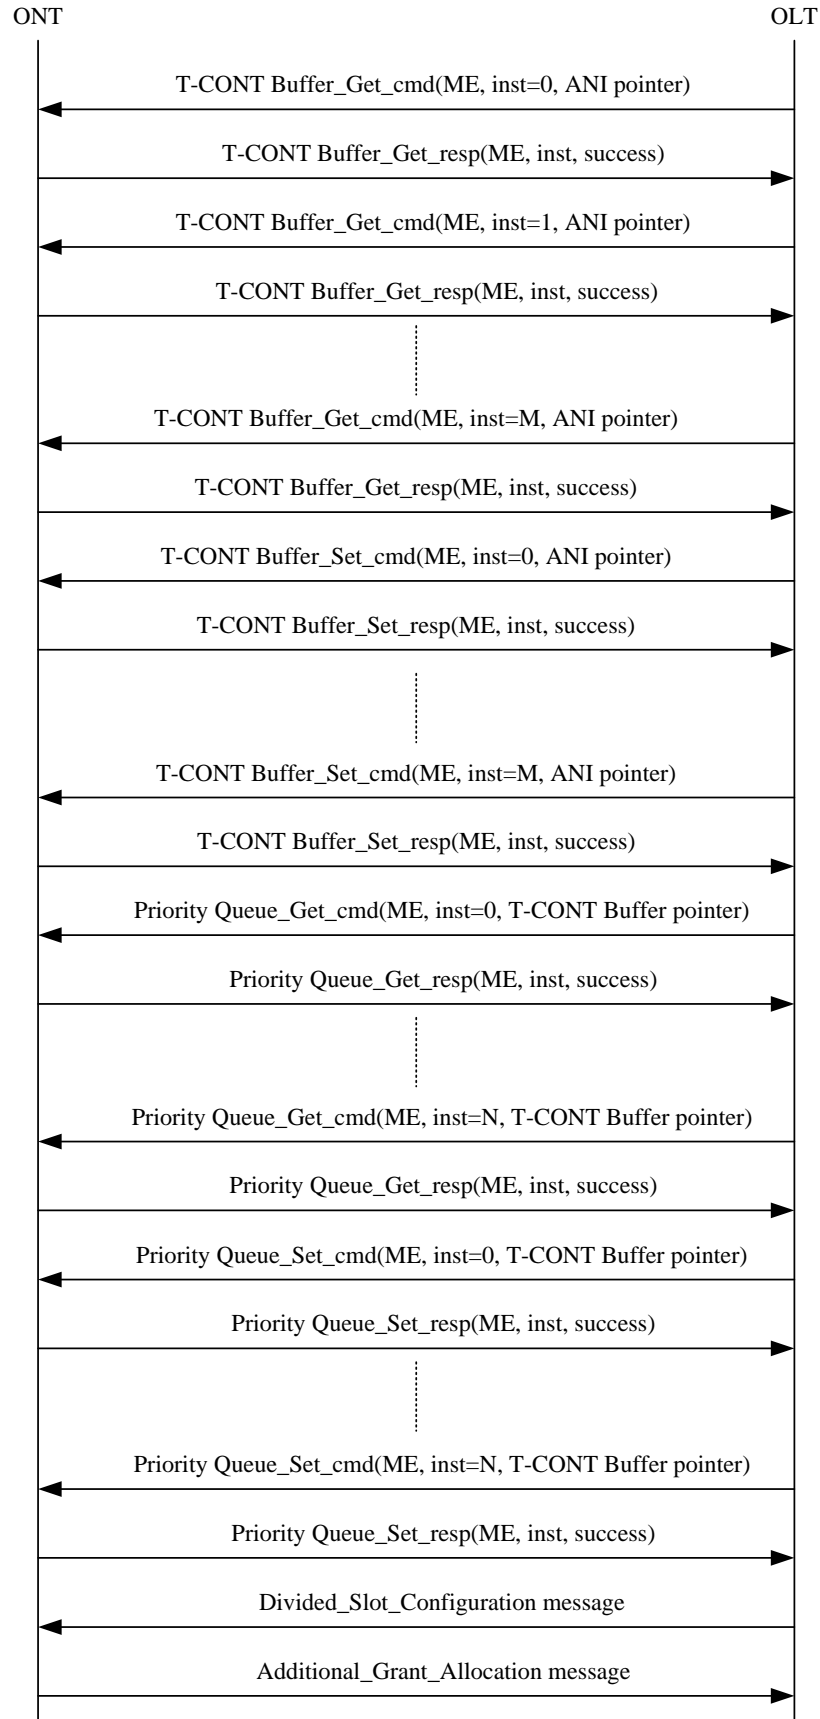 ONT
OLT
T-CONT Buffer_Get_cmd(ME, inst=0, ANI pointer)
T-CONT Buffer_Get_resp(ME, inst, success)
T-CONT Buffer_Get_cmd(ME, inst=1, ANI pointer)
T-CONT Buffer_Get_resp(ME, inst, success)
T-CONT Buffer_Get_cmd(ME, inst=M, ANI pointer)
T-CONT Buffer_Get_resp(ME, inst, success)
T-CONT Buffer_Set_cmd(ME, inst=0, ANI pointer)
T-CONT Buffer_Set_resp(ME, inst, success)
T-CONT Buffer_Set_cmd(ME, inst=M, ANI pointer)
T-CONT Buffer_Set_resp(ME, inst, success)
Priority Queue_Get_cmd(ME, inst=0, T-CONT Buffer pointer)
Priority Queue_Get_resp(ME, inst, success)
Priority Queue_Get_cmd(ME, inst=N, T-CONT Buffer pointer)
Priority Queue_Get_resp(ME, inst, success)
Priority Queue_Set_cmd(ME, inst=0, T-CONT Buffer pointer)
Priority Queue_Set_resp(ME, inst, success)
Priority Queue_Set_cmd(ME, inst=N, T-CONT Buffer pointer)
Priority Queue_Set_resp(ME, inst, success)
Divided_Slot_Configuration message
Additional_Grant_Allocation message